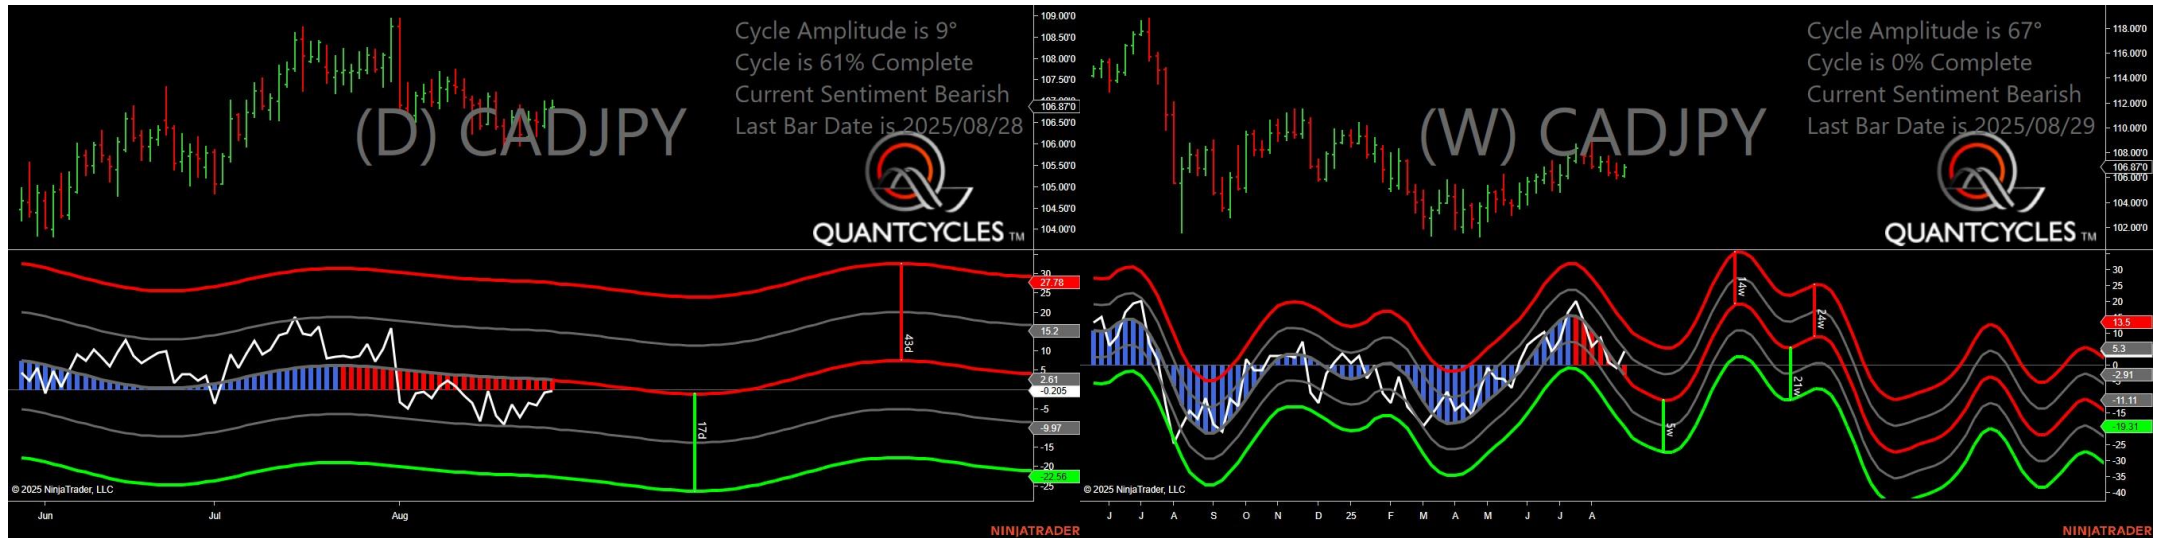 Cycle Amplitude is 9°
Cycle is 61% Complete
Current Sentiment Bearish
Last Bar Date is 2025/08/28
(D) CADJPY
QUANTCYCLES TM
109.00'0
108.50'0
108.00'0
107.50'0
106.87'0
106.50'0
106.00'0
105.50'0
105.00'0
104.50'0
104.00'0
30
27.78
25
20
15.2
10
5
2.61
-0.205
-5
-9.97
-15
-20
-22.56
-25
43d
17d
© 2025 NinjaTrader, LLC
Jun Jul Aug
NINJATRADER
Cycle Amplitude is 67°
Cycle is 0% Complete
Current Sentiment Bearish
Last Bar Date is 2025/08/29
(W) CADJPY
QUANTCYCLES TM
118.00'0
116.00'0
114.00'0
112.00'0
110.00'0
108.00'0
106.87'0
106.00'0
104.00'0
102.00'0
30
25
20
15
13.5
10
5.3
0
-2.91
-11.11
-15
-19.31
-25
-30
-35
-40
14w
24w
21w
5w
© 2025 NinjaTrader, LLC
J J A S O N D 25 F M A M J J A
NINJATRADER